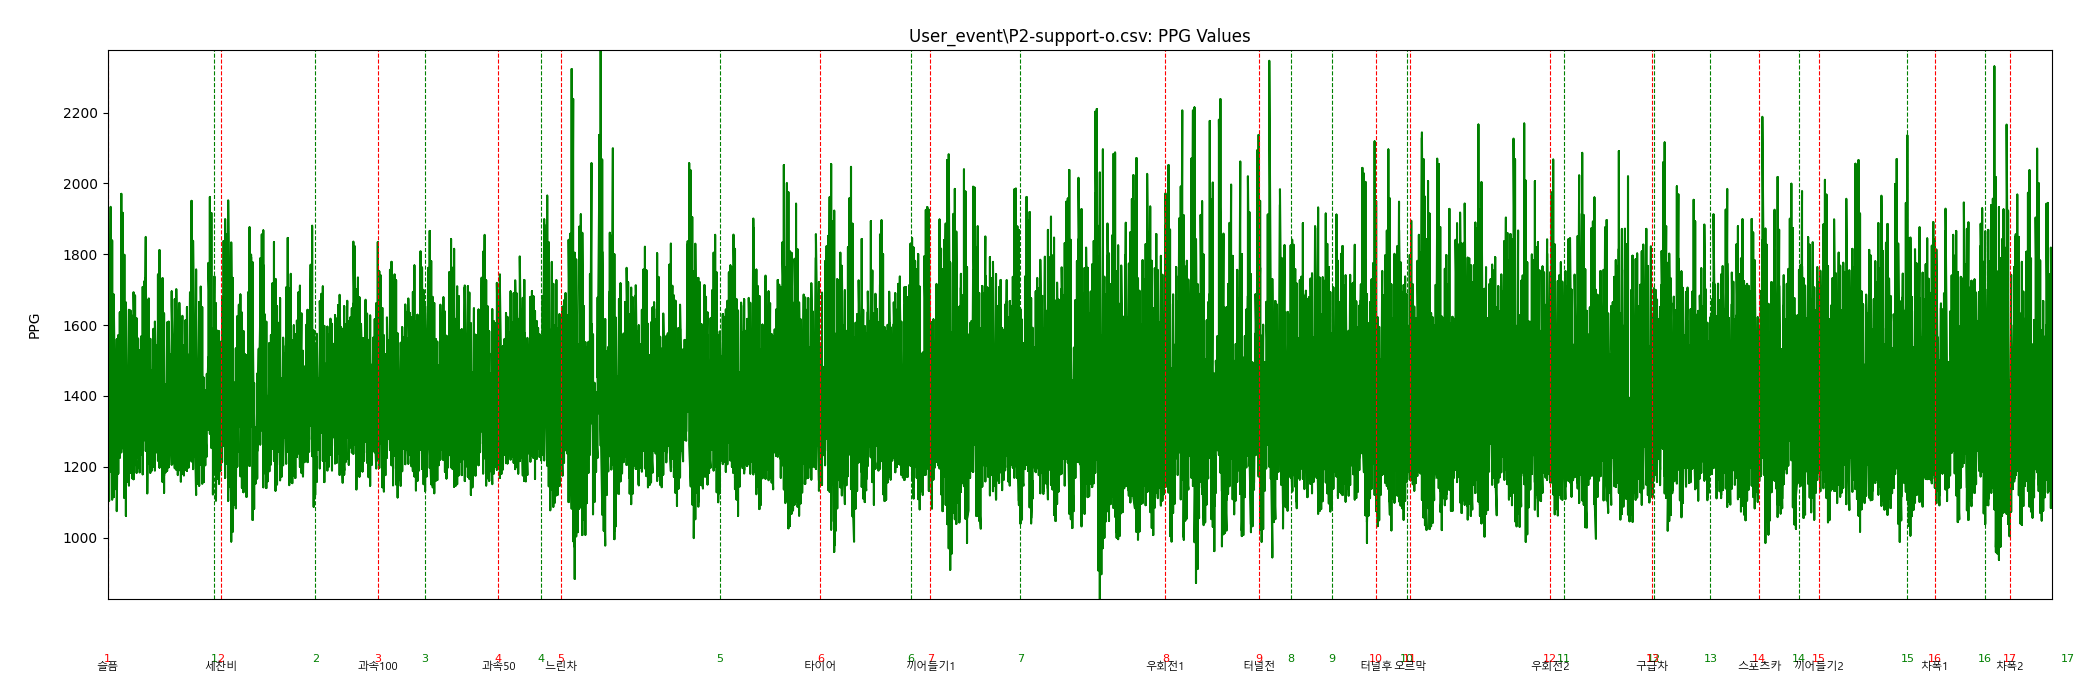 User_event\P2-support-o.csv: PPG Values
PPG
2200
2000
1800
1600
1400
1200
1000
1 1 2 2 3 3 4 4 5 5 6 6 7 7 8 9 8 9 10 10 11 12 11 13 12 13 14 14 15 15 16 16 17 17
슬픔 세찬비 과속100 과속50 느린차 타이어 끼어들기1 우회전1 터널전 터널후 오르막 우회전2 구급차 스포츠카 끼어들기2 차폭1 차폭2